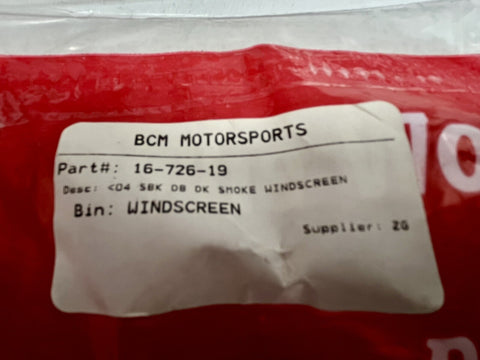 BCM MOTORSPORTS
Part#: 16-726-19
Desc: <04 SBK DB DK SMOKE WINDSCREEN
Bin: WINDSCREEN
Supplier: ZG